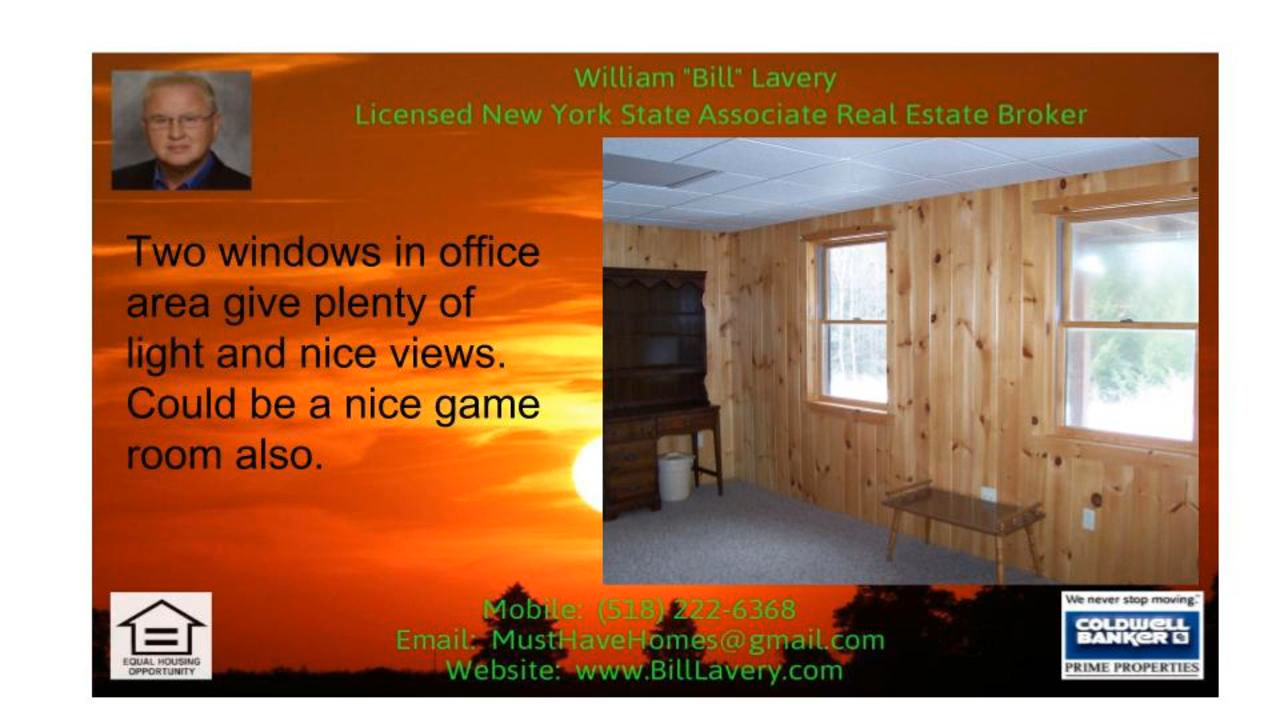 William "Bill" Lavery
Licensed New York State Associate Real Estate Broker
Two windows in office
area give plenty of
light and nice views.
Could be a nice game
room also.
Mobile: (518) 222-6368
Email: MustHaveHomes@gmail.com
Website: www.BillLavery.com
EQUAL HOUSING
OPPORTUNITY
We never stop moving.™
COLDWELL
BANKER
PRIME PROPERTIES